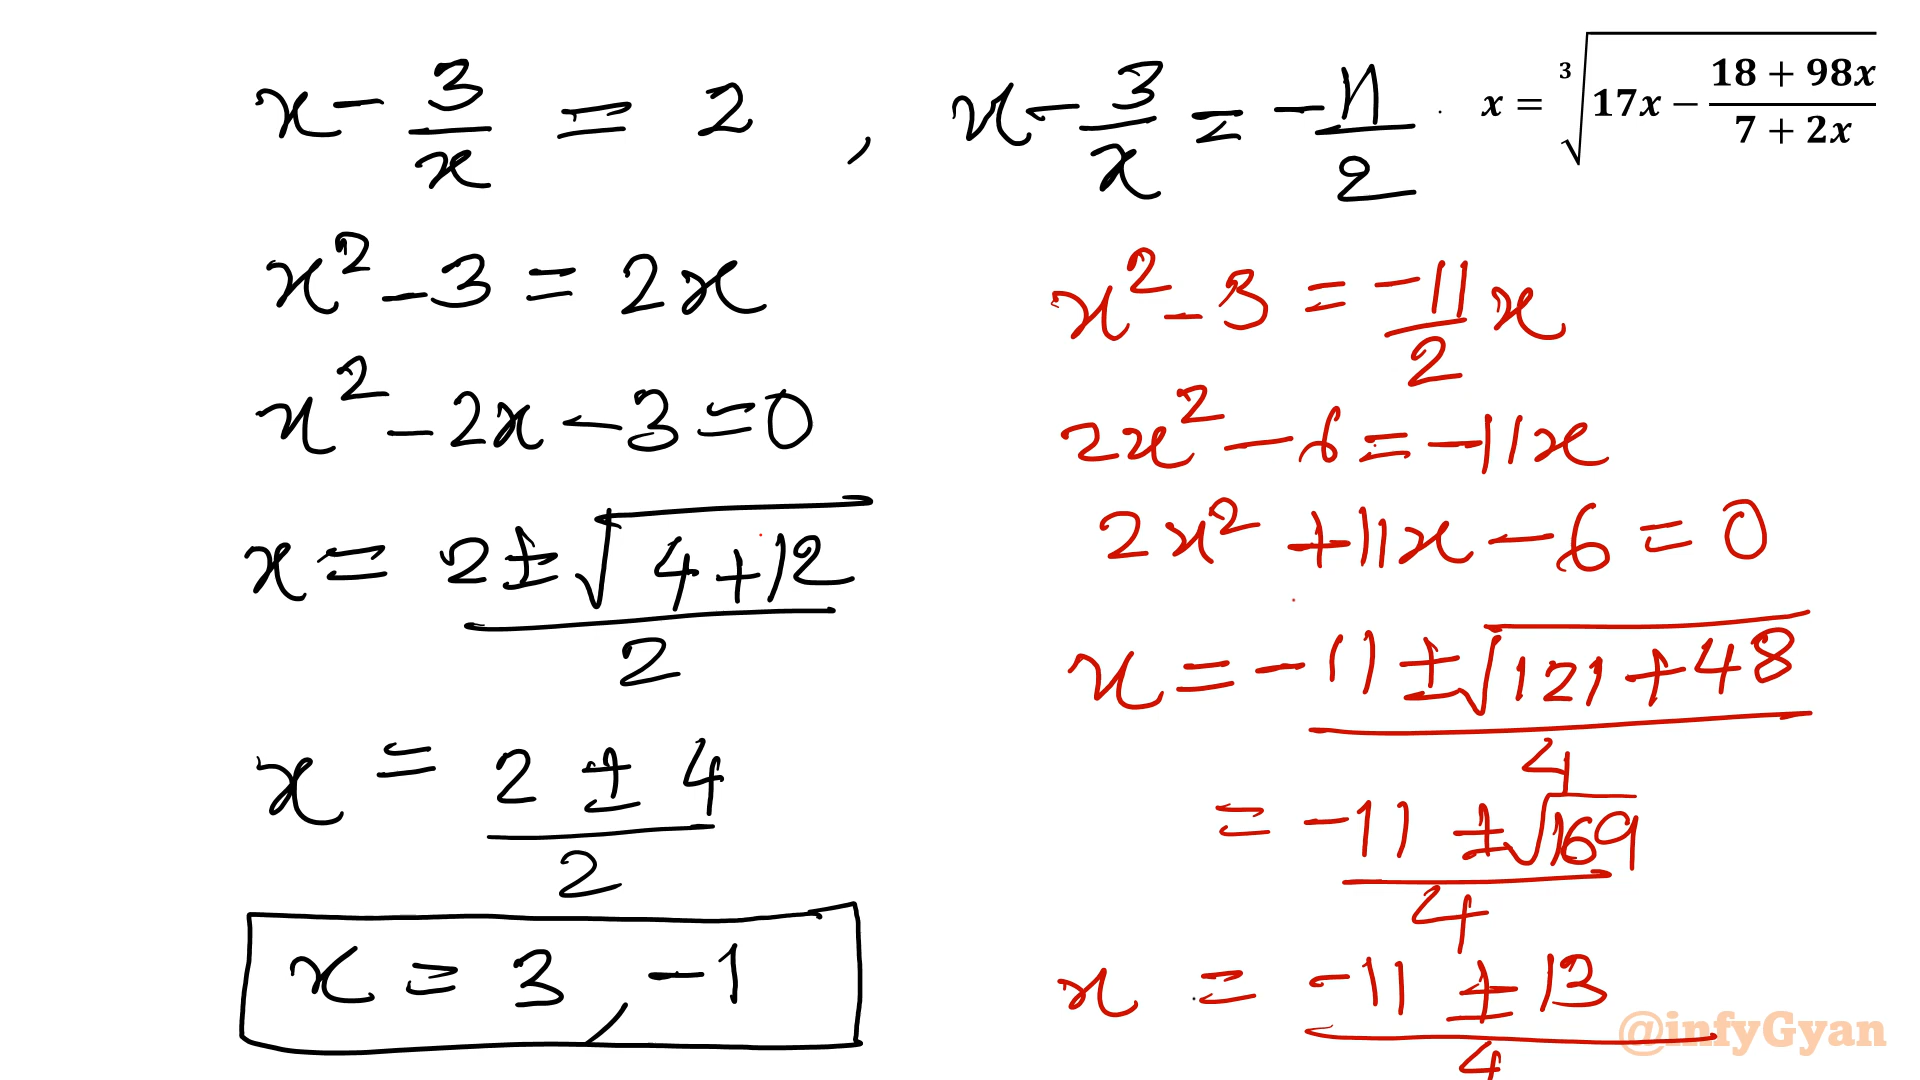 x - 3/x = 2 , x - 3/x = -11/2
x = ∛(17x − (18 + 98x)/(7 + 2x))
x² - 3 = 2x
x² - 2x - 3 = 0
x = (2 ± √(4 + 12))/2
x = (2 ± 4)/2
x = 3, -1
x² - 3 = -11/2 x
2x² - 6 = -11x
2x² + 11x - 6 = 0
x = (-11 ± √(121 + 48))/4
= (-11 ± √169)/4
x = (-11 ± 13)/4
@infyGyan